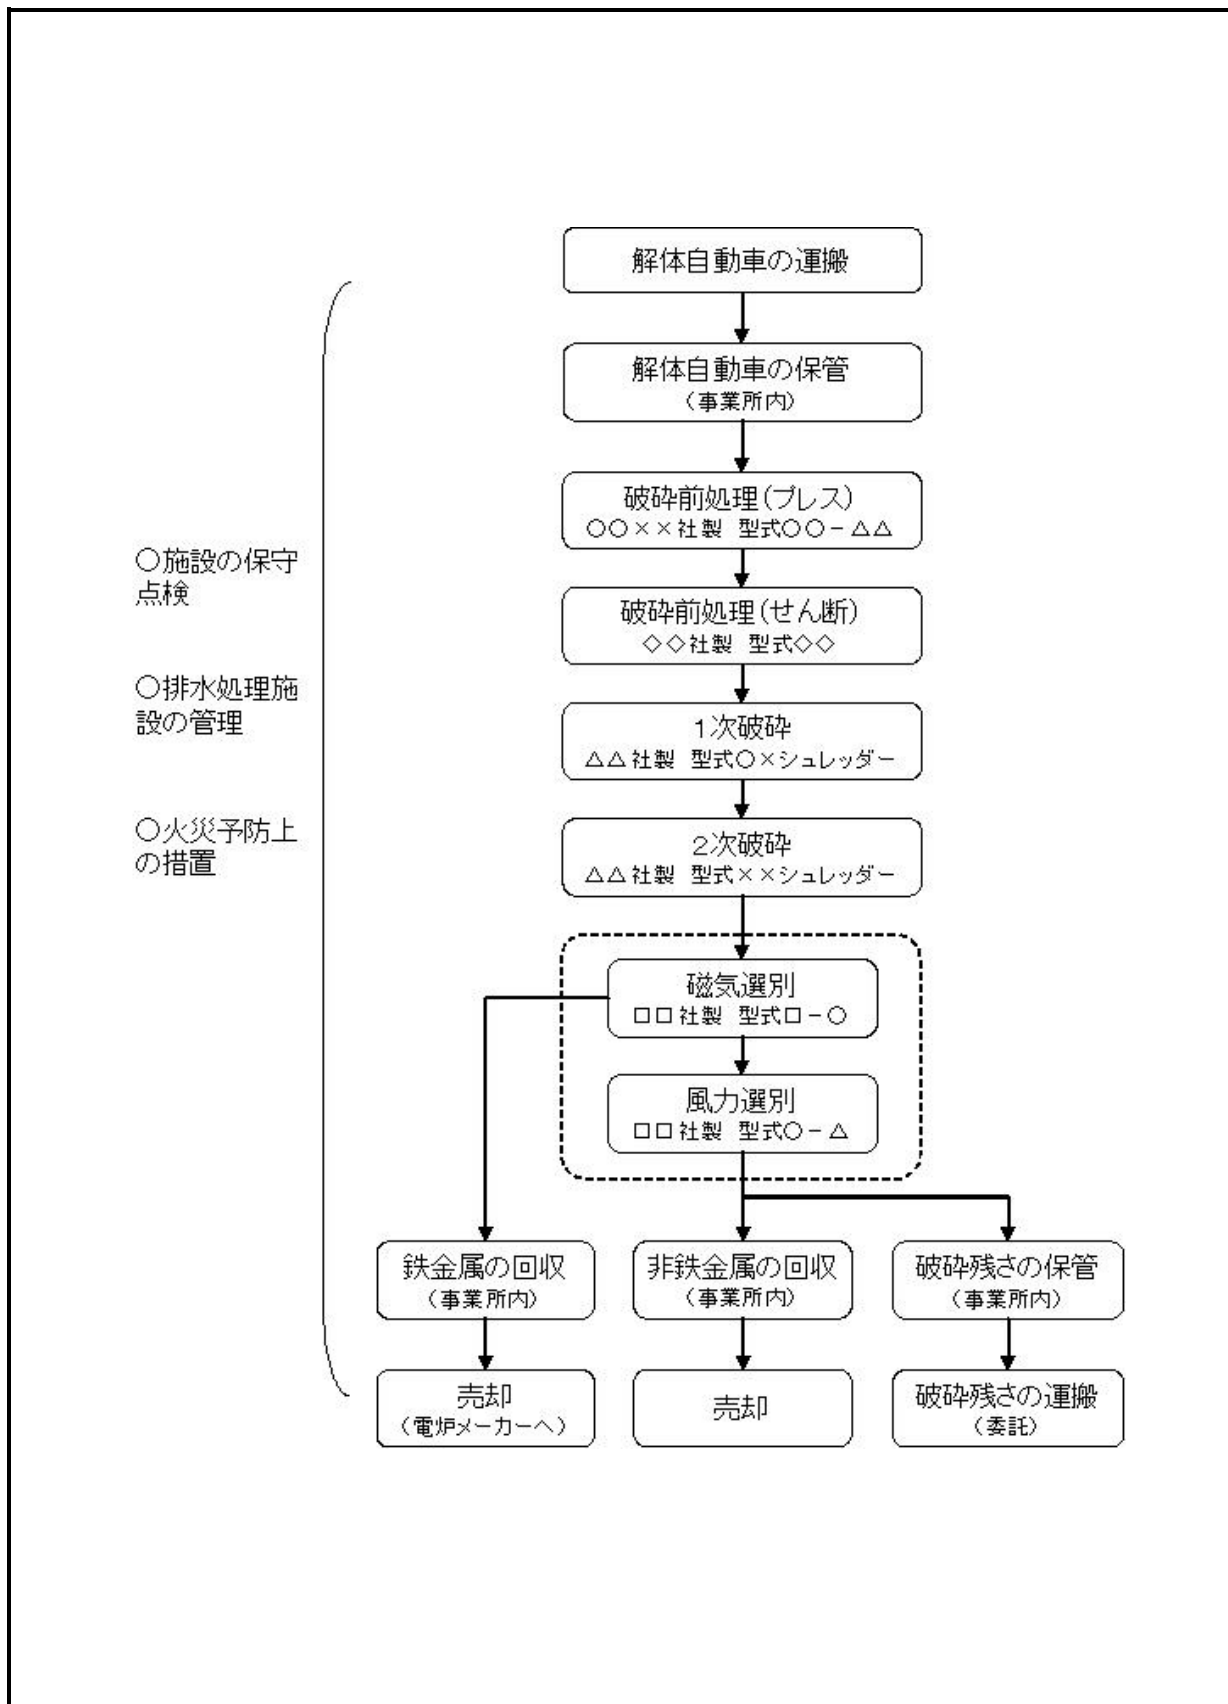 解体自動車の運搬
解体自動車の保管
（事業所内）
破砕前処理(プレス)
〇〇××社製 型式〇〇－△△
破砕前処理(せん断)
◇◇社製 型式◇◇
〇施設の保守
点検
〇排水処理施
設の管理
〇火災予防上
の措置
1次破砕
△△社製 型式〇×シュレッダー
2次破砕
△△社製 型式××シュレッダー
磁気選別
□□社製 型式□－〇
風力選別
□□社製 型式〇－△
鉄金属の回収
（事業所内）
非鉄金属の回収
（事業所内）
破砕残さの保管
（事業所内）
売却
（電炉メーカーへ）
売却
破砕残さの運搬
（委託）